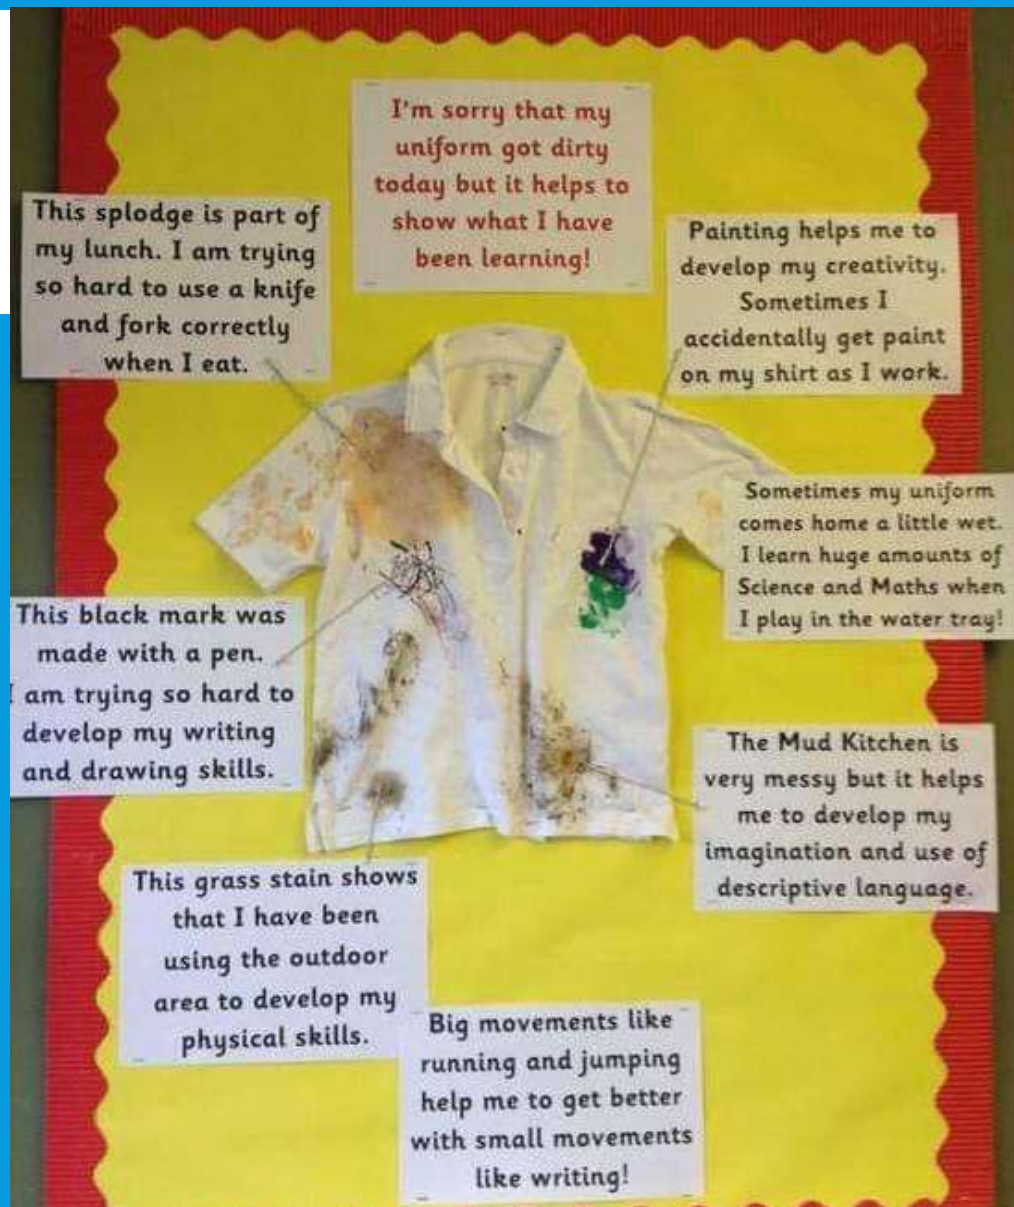 I'm sorry that my
uniform got dirty
today but it helps to
show what I have
been learning!
This splodge is part of
my lunch. I am trying
so hard to use a knife
and fork correctly
when I eat.
Painting helps me to
develop my creativity.
Sometimes I
accidentally get paint
on my shirt as I work.
Sometimes my uniform
comes home a little wet.
I learn huge amounts of
Science and Maths when
I play in the water tray!
This black mark was
made with a pen.
I am trying so hard to
develop my writing
and drawing skills.
The Mud Kitchen is
very messy but it helps
me to develop my
imagination and use of
descriptive language.
This grass stain shows
that I have been
using the outdoor
area to develop my
physical skills.
Big movements like
running and jumping
help me to get better
with small movements
like writing!